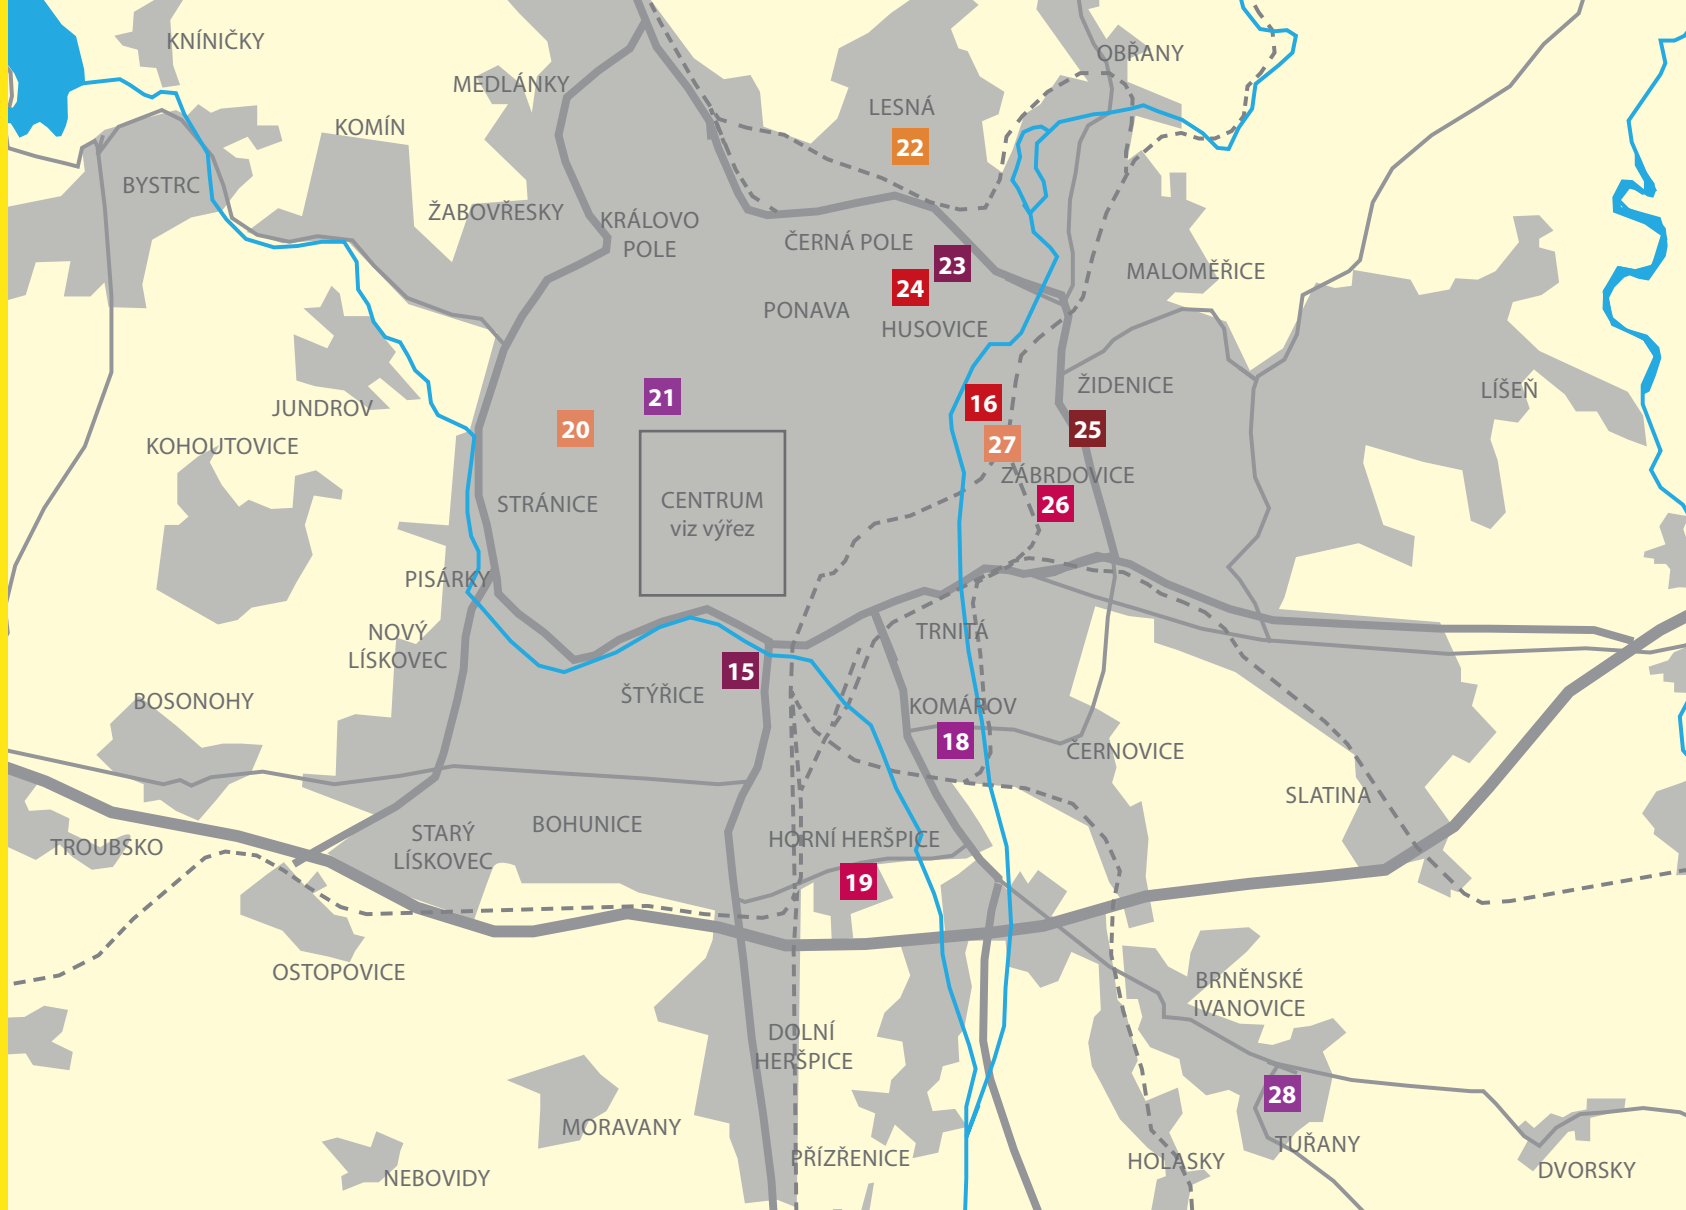 KNÍNIČKY
OBŘANY
MEDLÁNKY
LESNÁ
KOMÍN
22
BYSTRC
ŽABOVŘESKY
KRÁLOVO
POLE
ČERNÁ POLE
23
MALOMĚŘICE
24
PONAVA
HUSOVICE
ŽIDENICE
LÍŠEŇ
21
16
JUNDROV
20
25
KOHOUTOVICE
27
ZÁBRDOVICE
STRÁNICE
CENTRUM
viz výřez
26
PISÁRKY
NOVÝ
LÍSKOVEC
TRNITÁ
15
ŠTÝŘICE
BOSONOHY
KOMÁROV
18
ČERNOVICE
SLATINA
BOHUNICE
STARÝ
LÍSKOVEC
HORNÍ HERŠPICE
TROUBSKO
19
OSTOPOVICE
BRNĚNSKÉ
IVANOVICE
DOLNÍ
HERŠPICE
28
MORAVANY
TUŘANY
PŘÍZŘENICE
HOLASKY
DVORSKY
NEBOVIDY